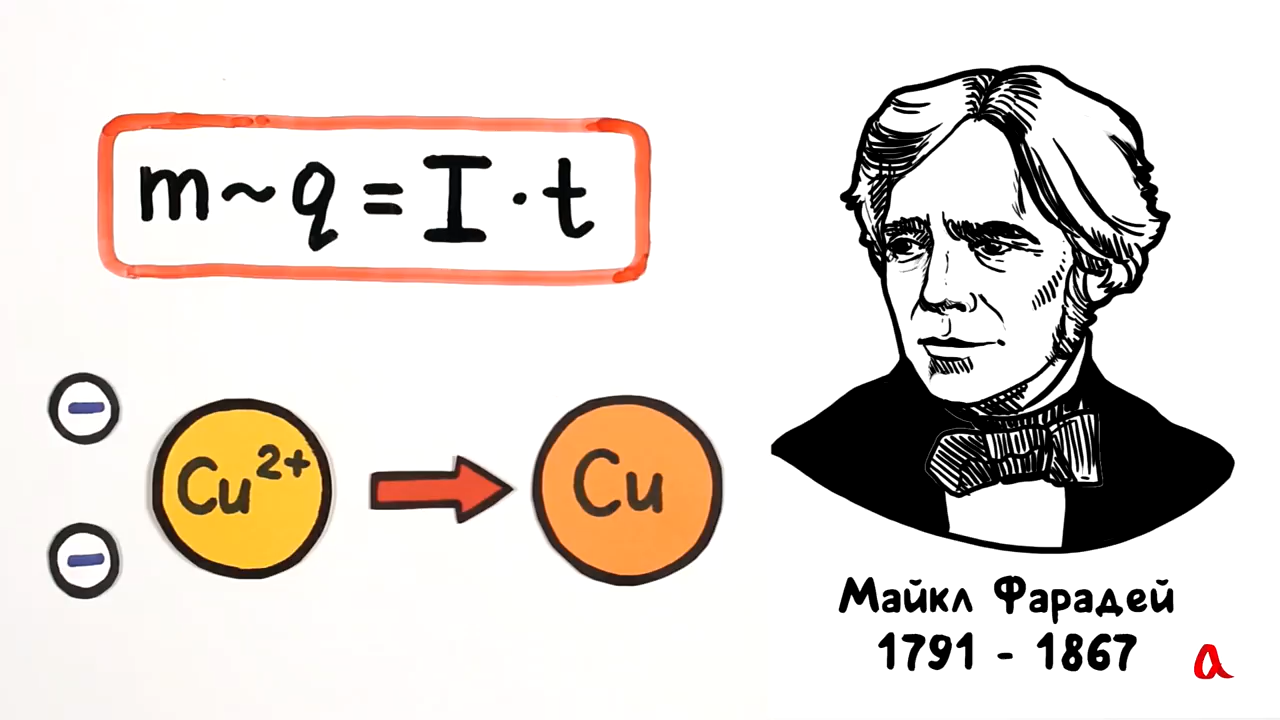 m ~ q = I · t
−
Cu²⁺
Cu
−
Майкл Фарадей
1791 - 1867
a